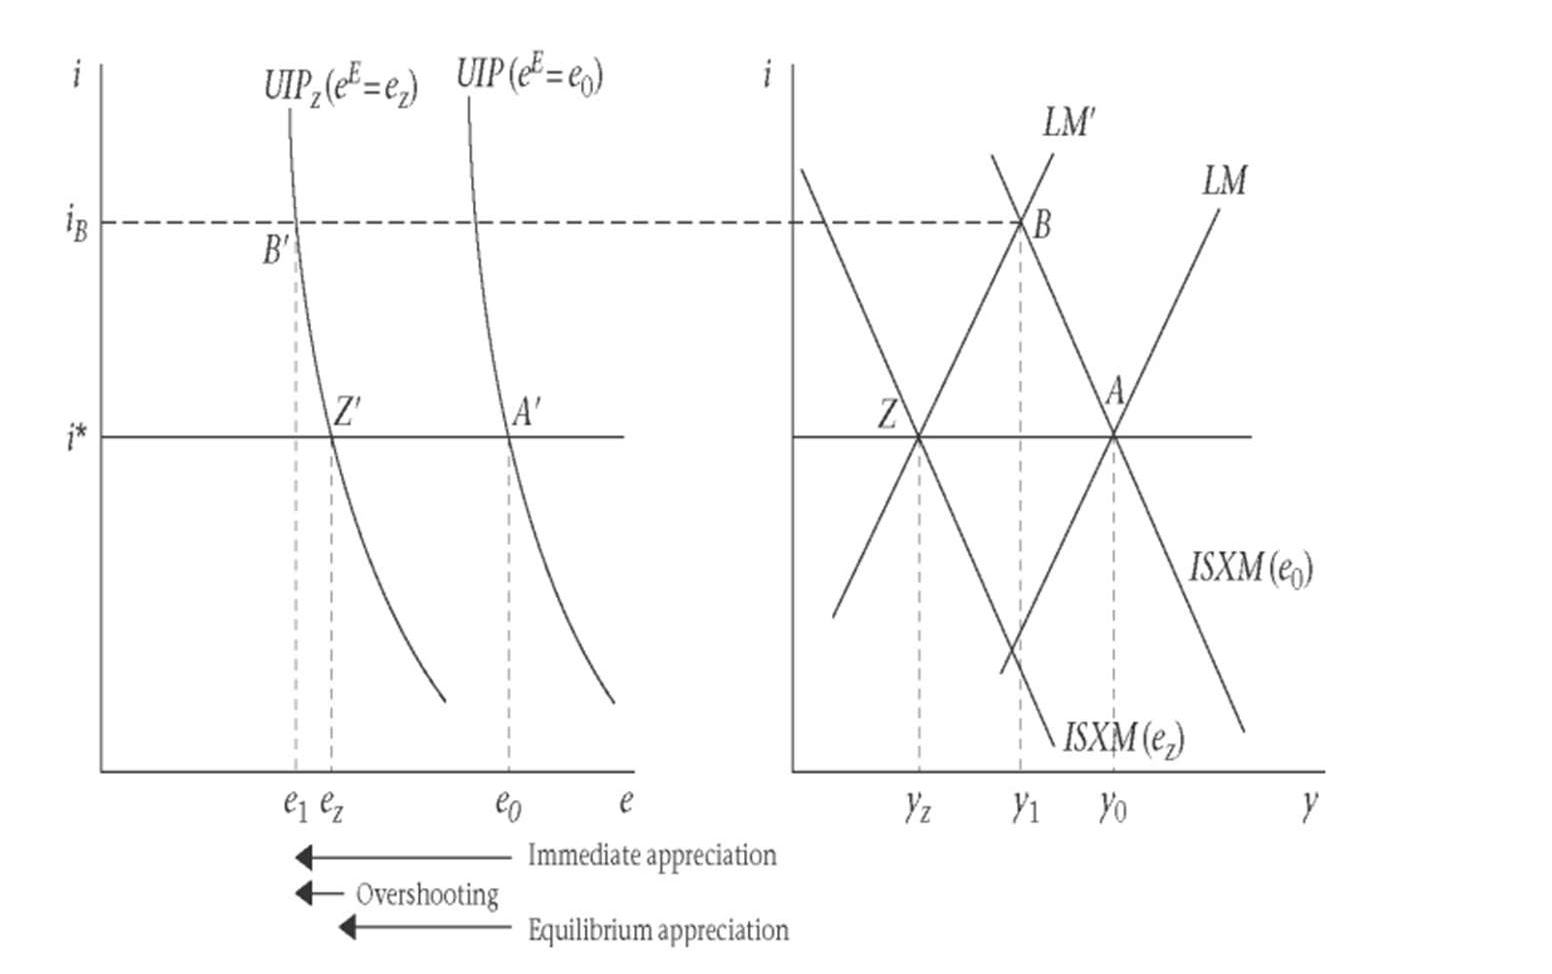 i
UIP_z(e^E=e_z)
UIP(e^E=e_0)
i
LM'
LM
i_B
B'
B
Z'
A'
Z
A
i*
ISXM(e_0)
ISXM(e_z)
e_1 e_z
e_0
e
y_z
y_1
y_0
y
Immediate appreciation
Overshooting
Equilibrium appreciation